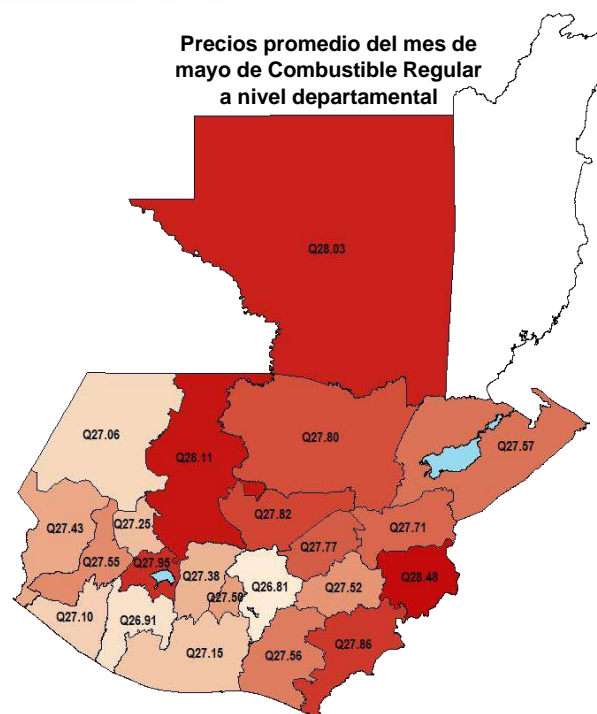 Precios promedio del mes de
mayo de Combustible Regular
a nivel departamental
Q28.03
Q27.06
Q28.11
Q27.80
Q27.57
Q27.43
Q27.25
Q27.82
Q27.71
Q27.55
Q27.95
Q27.77
Q27.38
Q27.50
Q26.81
Q27.52
Q28.48
Q27.10
Q26.91
Q27.15
Q27.56
Q27.86